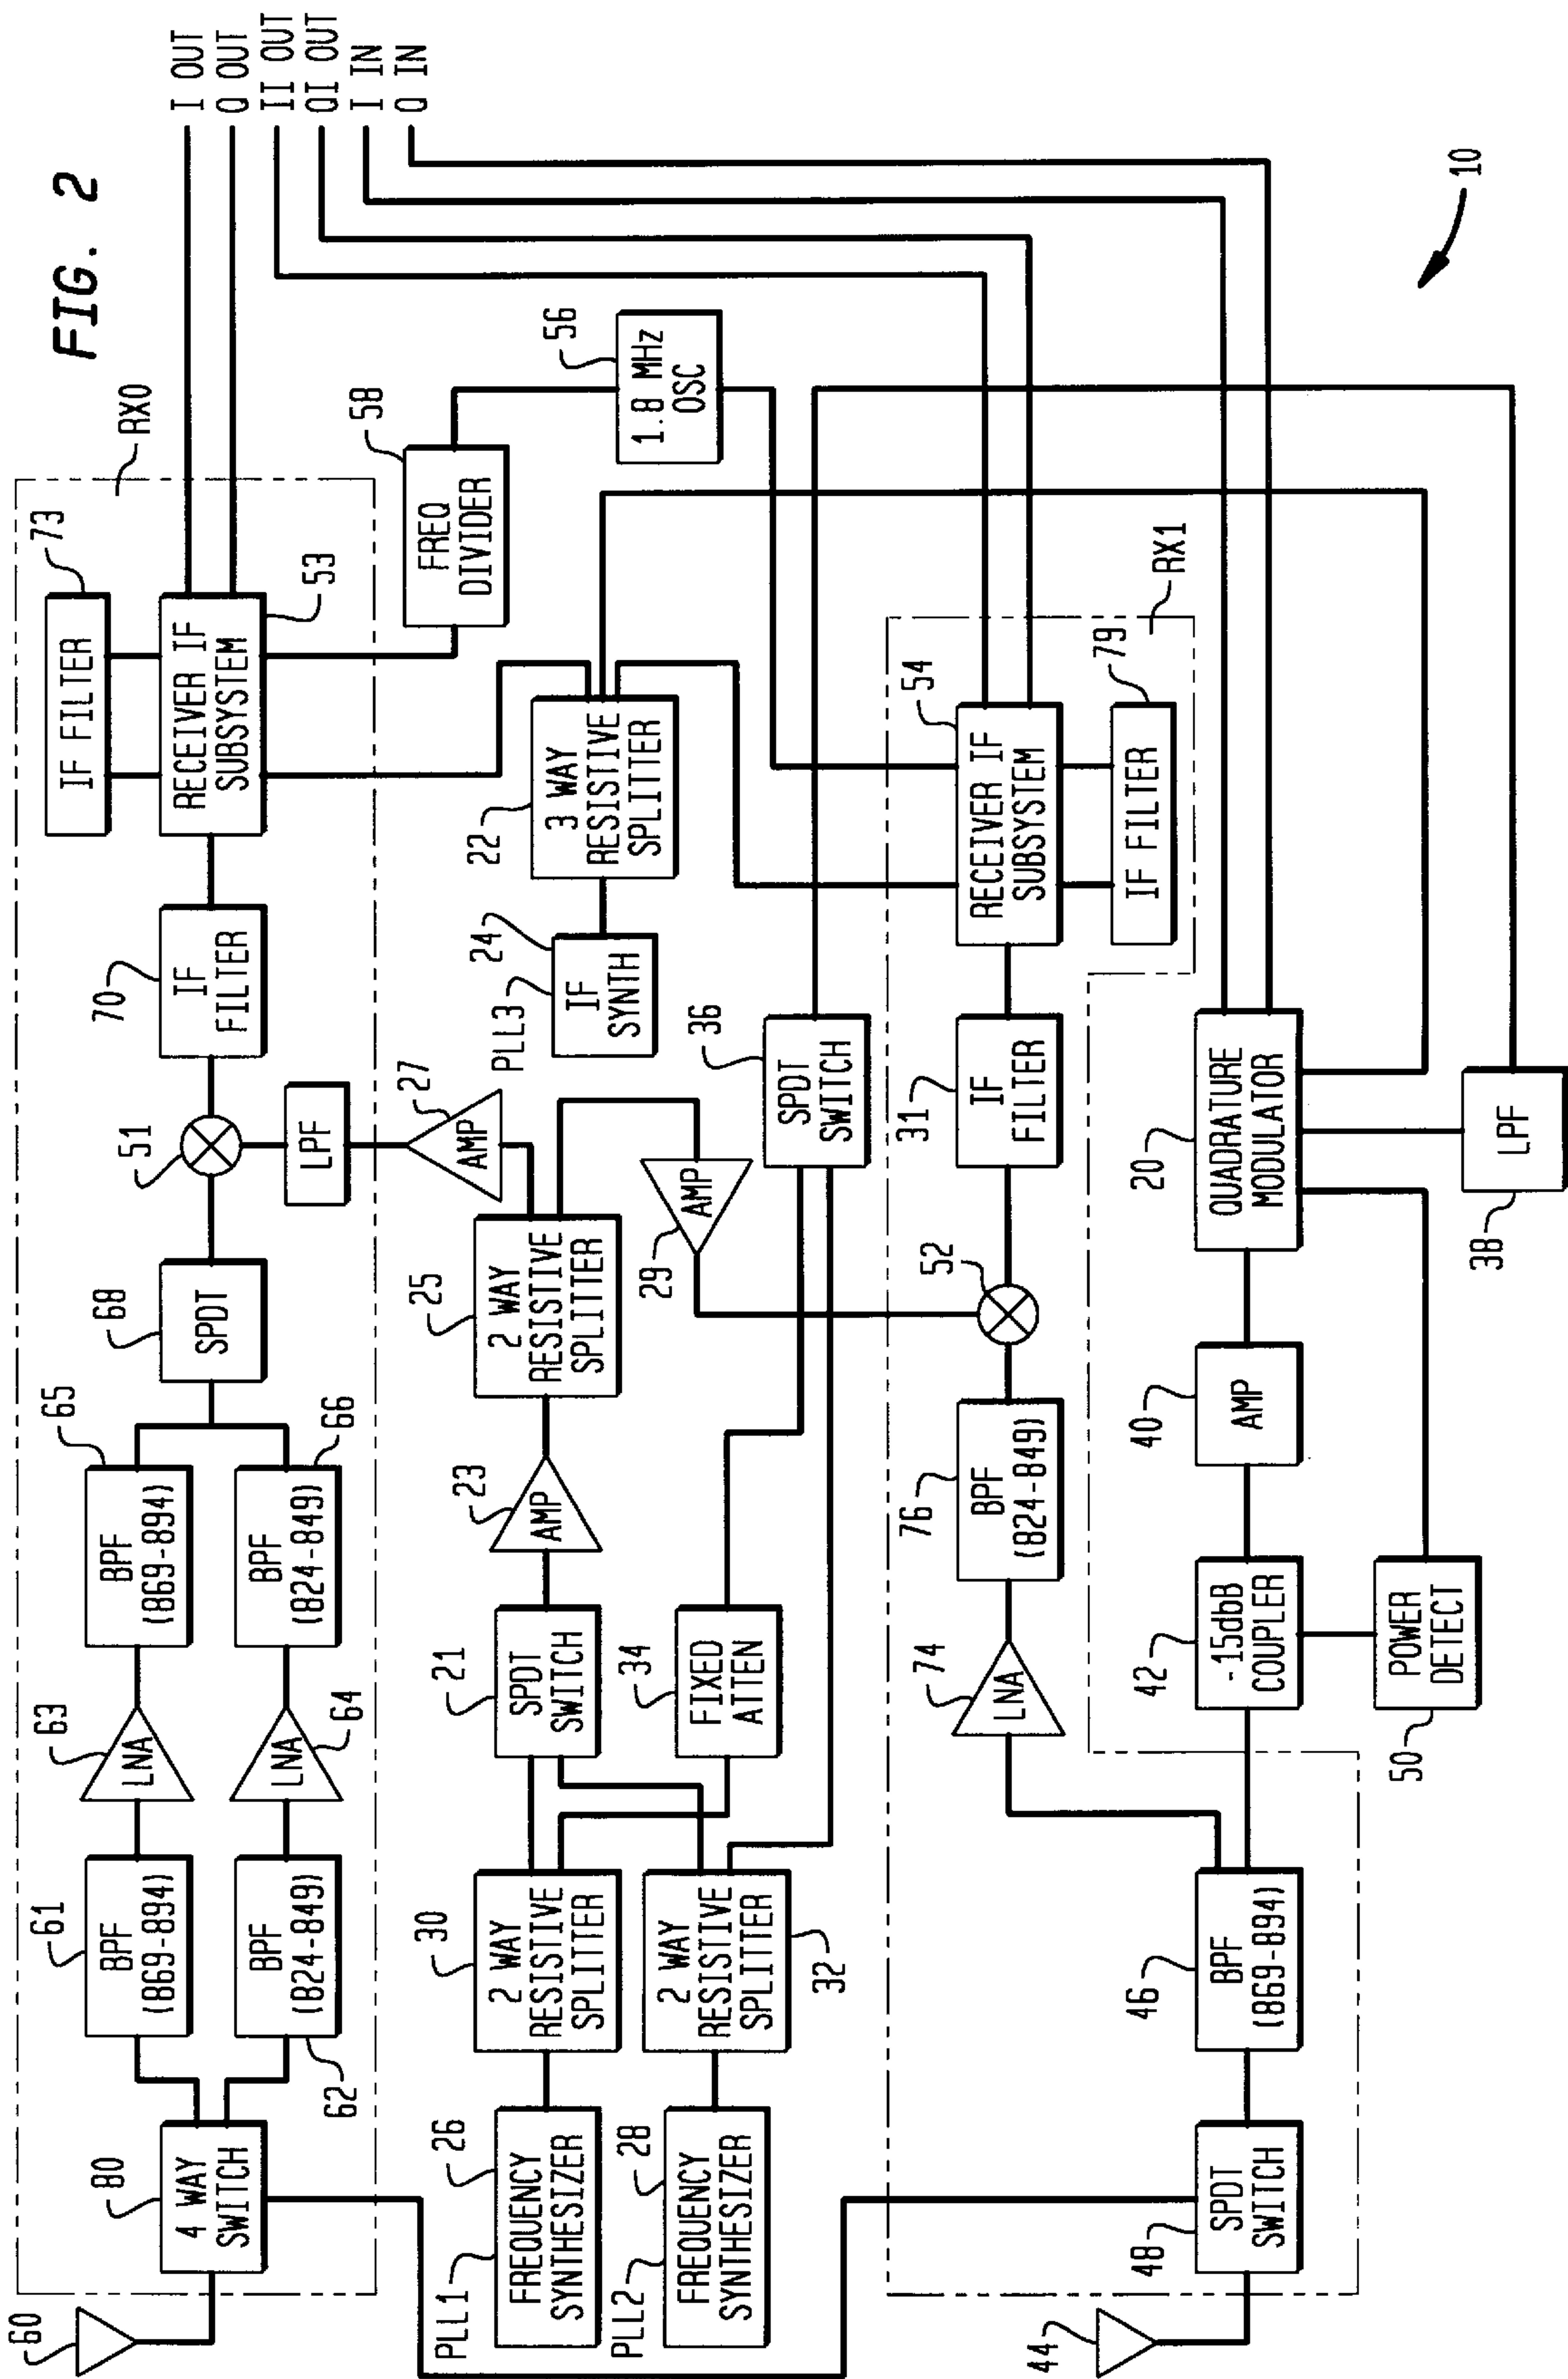 FIG. 2
I OUT
Q OUT
II OUT
QI OUT
I IN
Q IN
10
RX0
60
80
4 WAY
SWITCH
61
BPF
(869-894)
63
LNA
65
BPF
(869-894)
62
BPF
(824-849)
64
LNA
66
BPF
(824-849)
68
SPDT
51
LPF
70
IF
FILTER
73
IF FILTER
RECEIVER IF
SUBSYSTEM
53
58
FREQ
DIVIDER
56
1.8 MHz
OSC
PLL1
26
FREQUENCY
SYNTHESIZER
30
2 WAY
RESISTIVE
SPLITTER
21
SPDT
SWITCH
23
AMP
25
2 WAY
RESISTIVE
SPLITTER
27
AMP
29
AMP
PLL3
24
IF
SYNTH
22
3 WAY
RESISTIVE
SPLITTER
PLL2
28
FREQUENCY
SYNTHESIZER
2 WAY
RESISTIVE
SPLITTER
32
34
FIXED
ATTEN
36
SPDT
SWITCH
RX1
74
LNA
76
BPF
(824-849)
52
31
IF
FILTER
54
RECEIVER IF
SUBSYSTEM
79
IF FILTER
44
48
SPDT
SWITCH
46
BPF
(869-894)
42
-15dbB
COUPLER
40
AMP
20
QUADRATURE
MODULATOR
50
POWER
DETECT
38
LPF